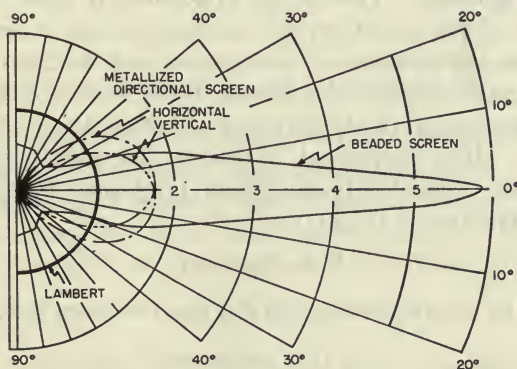 90° 40° 30° 20°
METALLIZED
DIRECTIONAL SCREEN
HORIZONTAL
VERTICAL
10°
BEADED SCREEN
2 3 4 5 0°
LAMBERT
10°
90° 40° 30° 20°